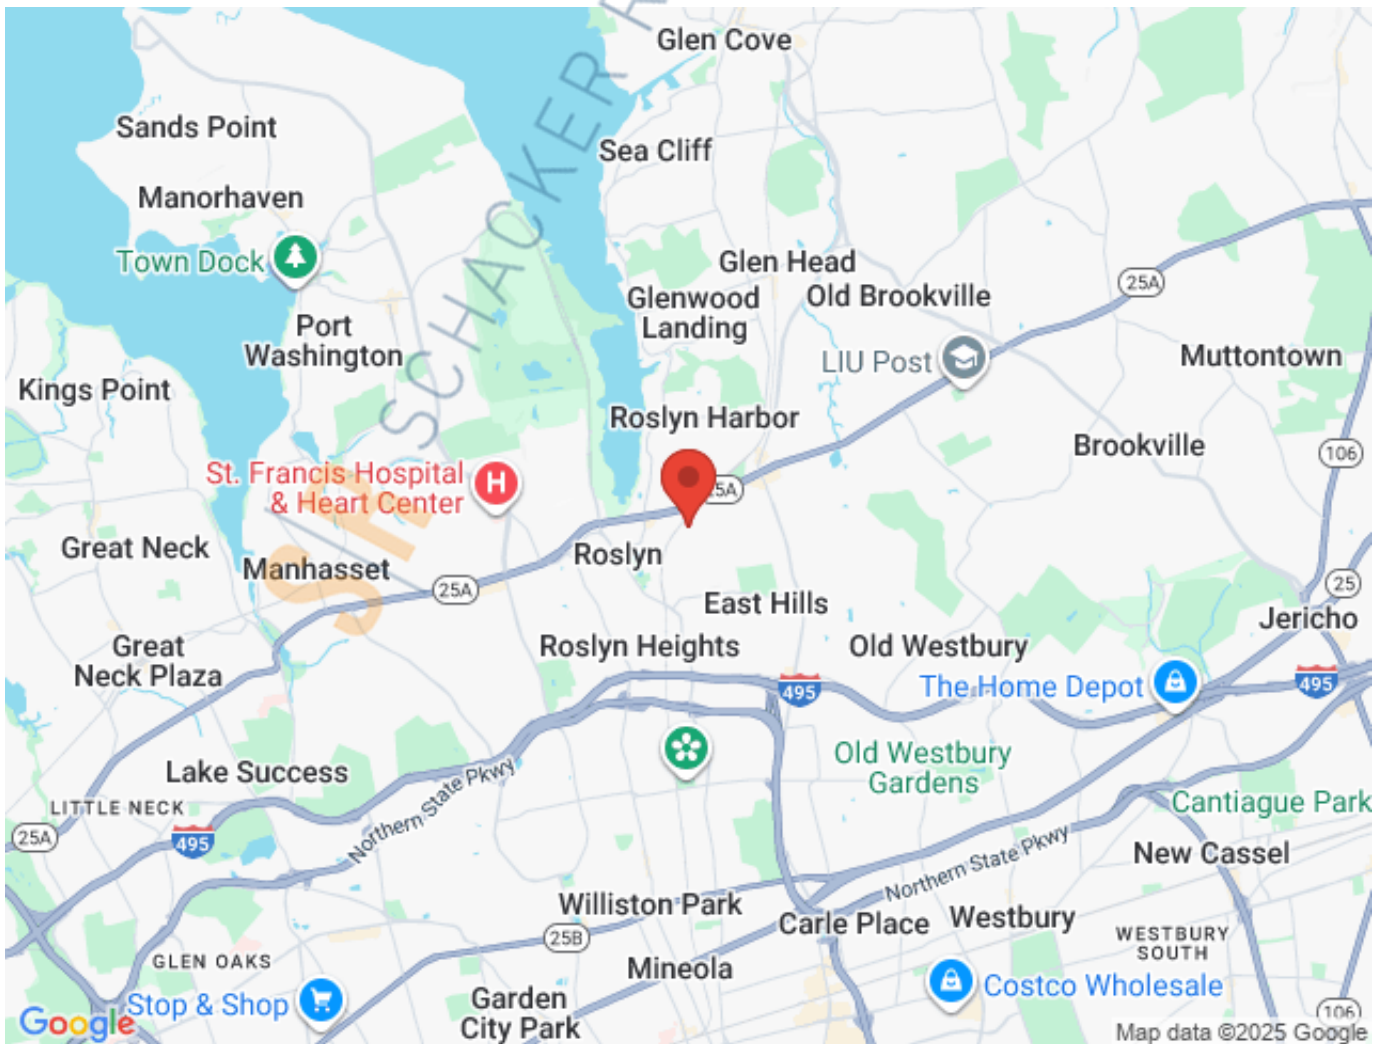 Glen Cove
Sands Point
Sea Cliff
Manorhaven
Town Dock
Glen Head
25A
Glenwood
Landing
Old Brookville
Port
Washington
LIU Post
Muttontown
Kings Point
Roslyn Harbor
Brookville
106
St. Francis Hospital
& Heart Center
H
25A
Great Neck
Manhasset
Roslyn
25A
25
East Hills
Jericho
Great
Neck Plaza
Roslyn Heights
Old Westbury
495
The Home Depot
495
Old Westbury
Gardens
Lake Success
Northern State Pkwy
LITTLE NECK
Cantiague Park
25A
495
New Cassel
Northern State Pkwy
Williston Park
Carle Place
Westbury
25B
WESTBURY
SOUTH
GLEN OAKS
Mineola
Costco Wholesale
Stop & Shop
Garden
City Park
106
Google
Map data ©2025 Google
SH
SCHACKER R